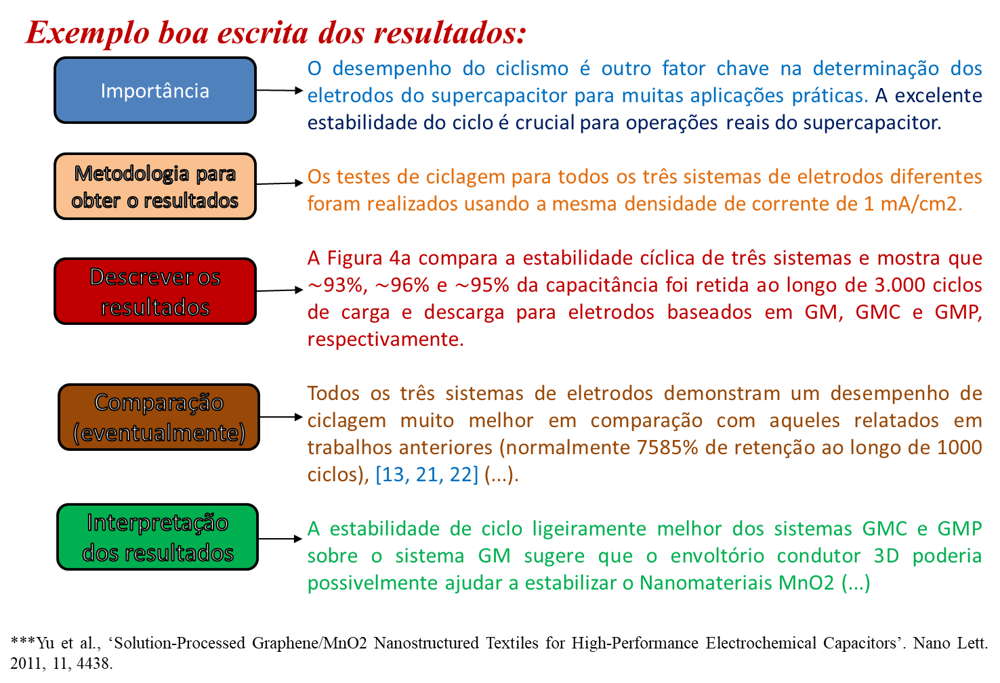 Exemplo boa escrita dos resultados:
Importância
O desempenho do ciclismo é outro fator chave na determinação dos
eletrodos do supercapacitor para muitas aplicações práticas. A excelente
estabilidade do ciclo é crucial para operações reais do supercapacitor.
Metodologia para
obter o resultados
Os testes de ciclagem para todos os três sistemas de eletrodos diferentes
foram realizados usando a mesma densidade de corrente de 1 mA/cm2.
Descrever os
resultados
A Figura 4a compara a estabilidade cíclica de três sistemas e mostra que
~93%, ~96% e ~95% da capacitância foi retida ao longo de 3.000 ciclos
de carga e descarga para eletrodos baseados em GM, GMC e GMP,
respectivamente.
Comparação
(eventualmente)
Todos os três sistemas de eletrodos demonstram um desempenho de
ciclagem muito melhor em comparação com aqueles relatados em
trabalhos anteriores (normalmente 7585% de retenção ao longo de 1000
ciclos), [13, 21, 22] (...).
Interpretação
dos resultados
A estabilidade de ciclo ligeiramente melhor dos sistemas GMC e GMP
sobre o sistema GM sugere que o envoltório condutor 3D poderia
possivelmente ajudar a estabilizar o Nanomateriais MnO2 (...)
***Yu et al., ‘Solution-Processed Graphene/MnO2 Nanostructured Textiles for High-Performance Electrochemical Capacitors’. Nano Lett.
2011, 11, 4438.